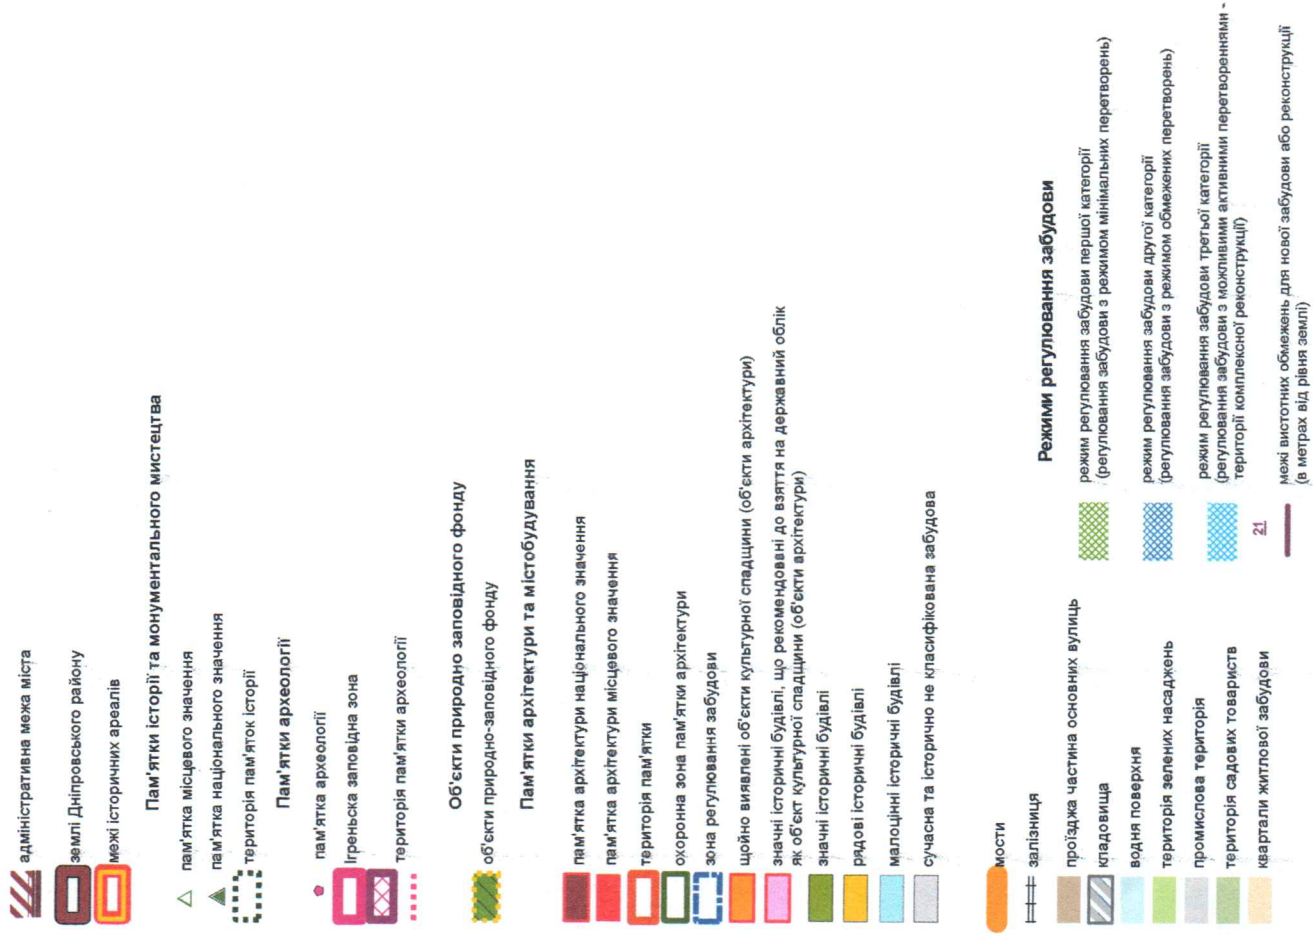 адміністративна межа міста
землі Дніпровського району
межі історичних ареалів
Пам'ятки історії та монументального мистецтва
пам'ятка місцевого значення
пам'ятка національного значення
територія пам'яток історії
Пам'ятки археології
пам'ятка археології
Ігренська заповідна зона
територія пам'ятки археології
Об'єкти природно заповідного фонду
об'єкти природно-заповідного фонду
Пам'ятки архітектури та містобудування
пам'ятка архітектури національного значення
пам'ятка архітектури місцевого значення
територія пам'ятки
охоронна зона пам'ятки архітектури
зона регулювання забудови
щойно виявлені об'єкти культурної спадщини (об'єкти архітектури)
значні історичні будівлі, що рекомендовані до взяття на державний облік
як об'єкт культурної спадщини (об'єкти архітектури)
значні історичні будівлі
рядові історичні будівлі
малоцінні історичні будівлі
сучасна та історично не класифікована забудова
мости
залізниця
проїзджа частина основних вулиць
кладовища
водня поверхня
територія зелених насаджень
промислова територія
територія садових товариств
квартали житлової забудови
Режими регулювання забудови
режим регулювання забудови першої категорії
(регулювання забудови з режимом мінімальних перетворень)
режим регулювання забудови другої категорії
(регулювання забудови з режимом обмежених перетворень)
режим регулювання забудови третьої категорії
(регулювання забудови з можливими активними перетвореннями -
території комплексної реконструкції)
21
межі висотних обмежень для нової забудови або реконструкції
(в метрах від рівня землі)